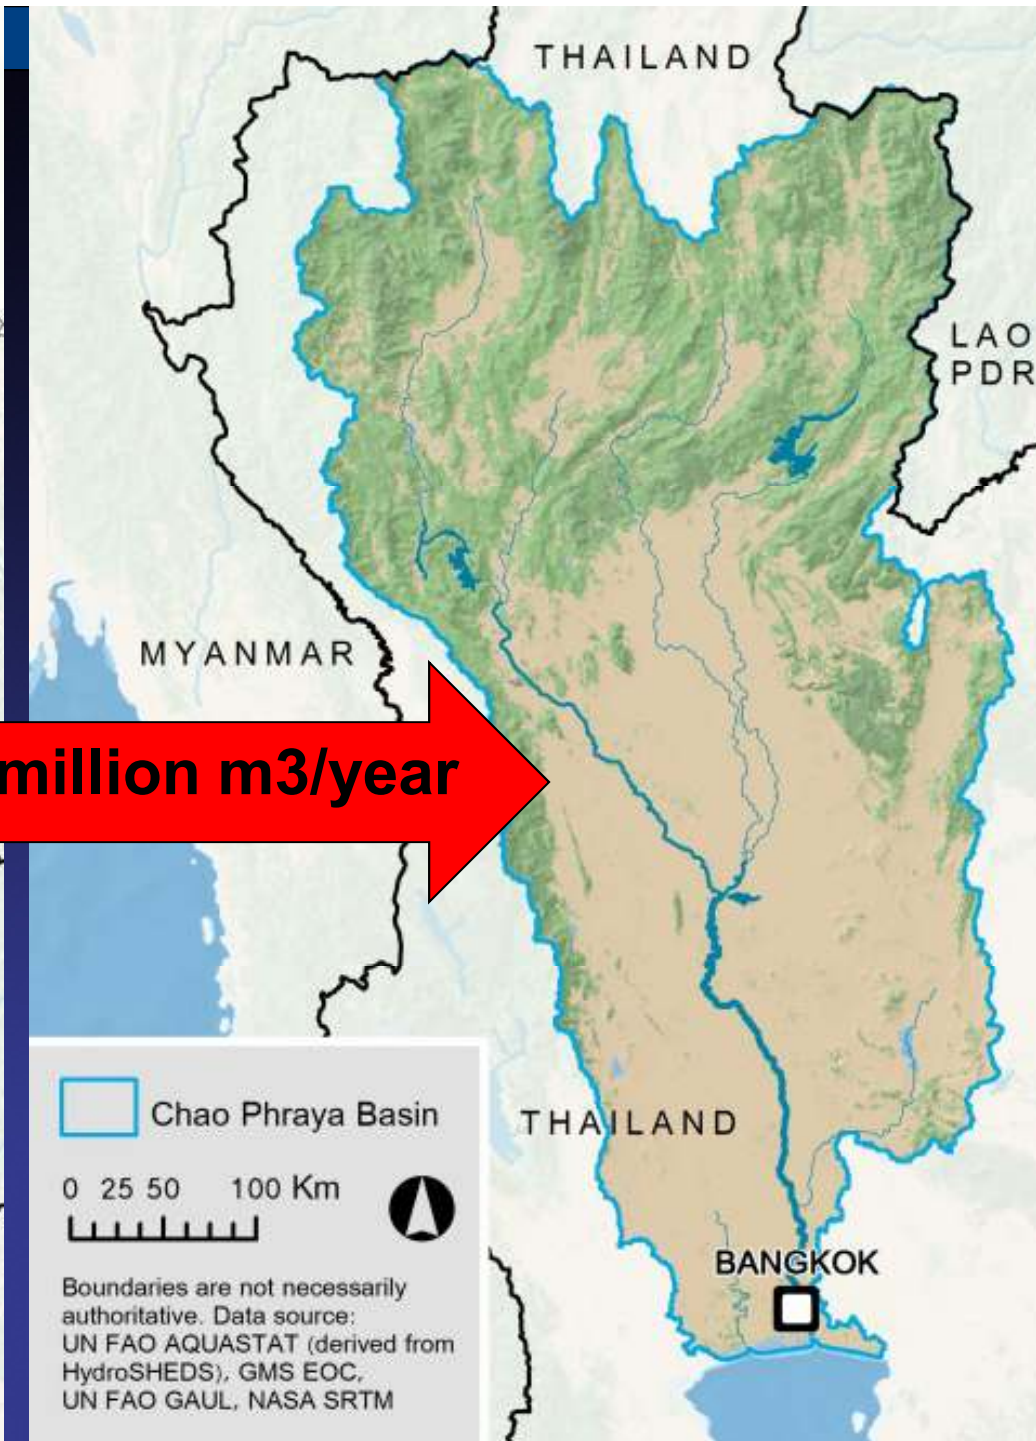 THAILAND
LAO
PDR
MYANMAR
million m3/year
Chao Phraya Basin
THAILAND
0 25 50 100 Km
BANGKOK
Boundaries are not necessarily
authoritative. Data source:
UN FAO AQUASTAT (derived from
HydroSHEDS), GMS EOC,
UN FAO GAUL, NASA SRTM